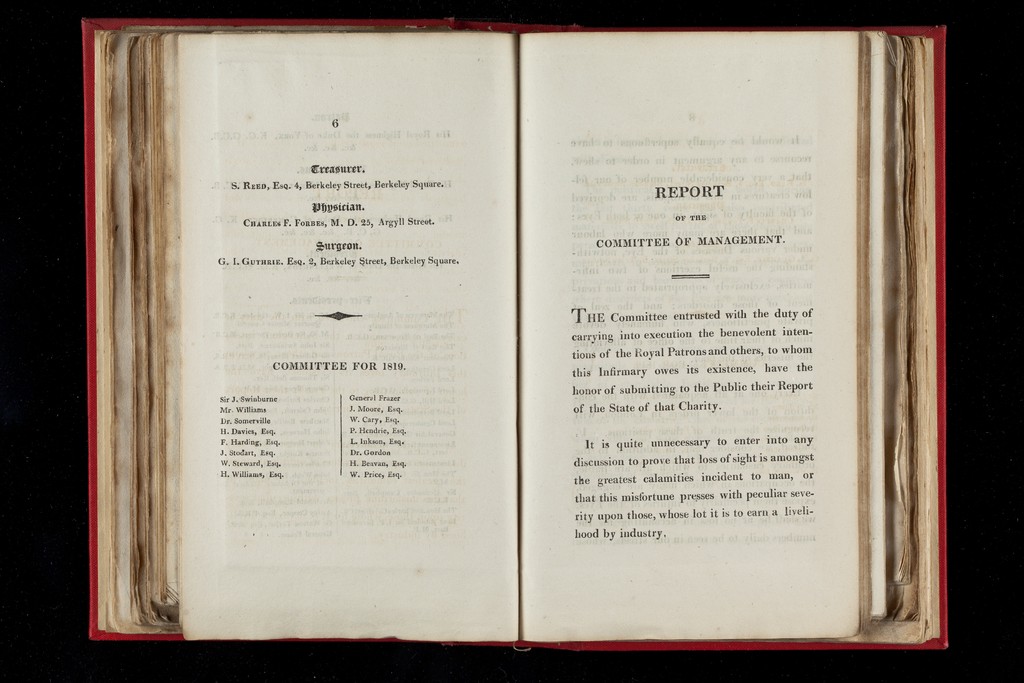 6
Treasurer.
S. REED, ESQ. 4, Berkeley Street, Berkeley Square.
Physician.
CHARLES F. FORBES, M. D. 25, Argyll Street.
Surgeon.
G. I. GUTHRIE. ESQ. 2, Berkeley Street, Berkeley Square.
COMMITTEE FOR 1819.
Sir J. Swinburne
Mr. Williams
Dr. Somerville
H. Davies, Esq.
F. Harding, Esq.
J. Stodart, Esq.
W. Steward, Esq.
H. Williams, Esq.
General Frazer
J. Moore, Esq.
W. Cary, Esq.
P. Hendrie, Esq.
L. Inkson, Esq.
Dr. Gordon
H. Beavan, Esq.
W. Price, Esq.
REPORT
OF THE
COMMITTEE OF MANAGEMENT.
THE Committee entrusted with the duty of
carrying into execution the benevolent inten-
tions of the Royal Patrons and others, to whom
this Infirmary owes its existence, have the
honor of submitting to the Public their Report
of the State of that Charity.
It is quite unnecessary to enter into any
discussion to prove that loss of sight is amongst
the greatest calamities incident to man, or
that this misfortune presses with peculiar seve-
rity upon those, whose lot it is to earn a liveli-
hood by industry.